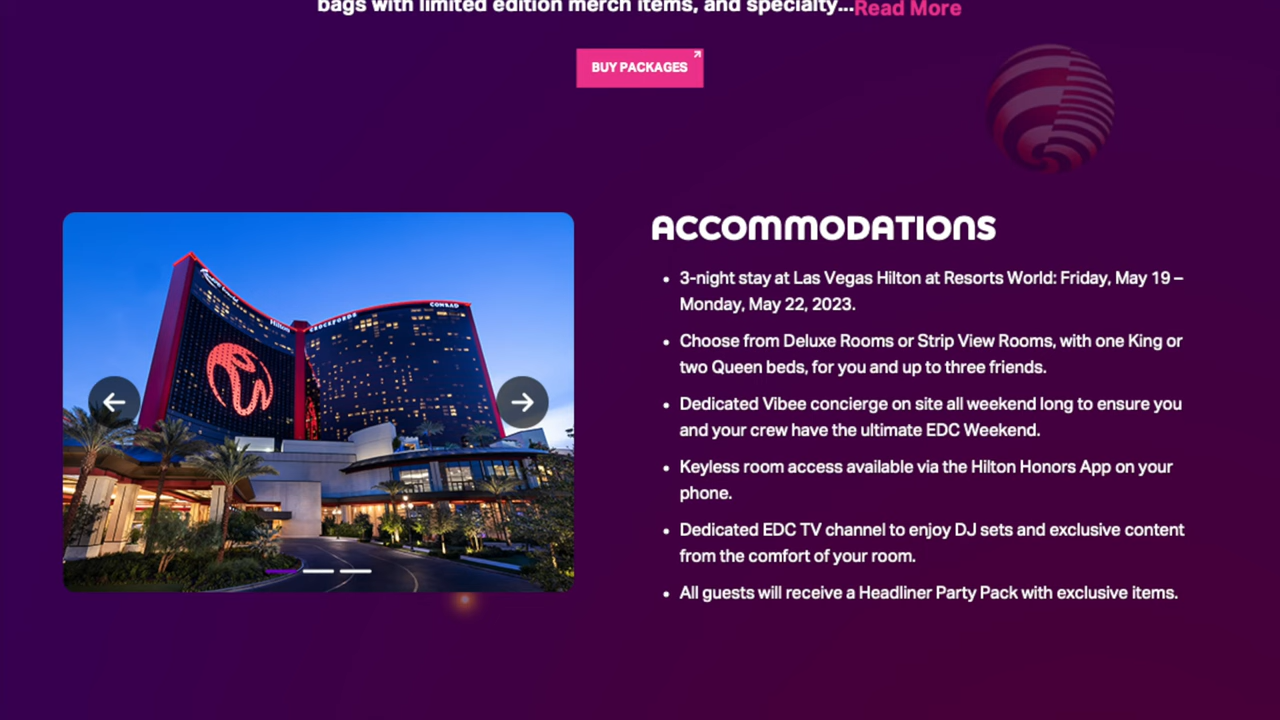 bags with limited edition merch items, and specialty...Read More
BUY PACKAGES
ACCOMMODATIONS
• 3-night stay at Las Vegas Hilton at Resorts World: Friday, May 19 –
Monday, May 22, 2023.
• Choose from Deluxe Rooms or Strip View Rooms, with one King or
two Queen beds, for you and up to three friends.
• Dedicated Vibee concierge on site all weekend long to ensure you
and your crew have the ultimate EDC Weekend.
• Keyless room access available via the Hilton Honors App on your
phone.
• Dedicated EDC TV channel to enjoy DJ sets and exclusive content
from the comfort of your room.
• All guests will receive a Headliner Party Pack with exclusive items.
Hilton
CROCKFORDS
CONRAD